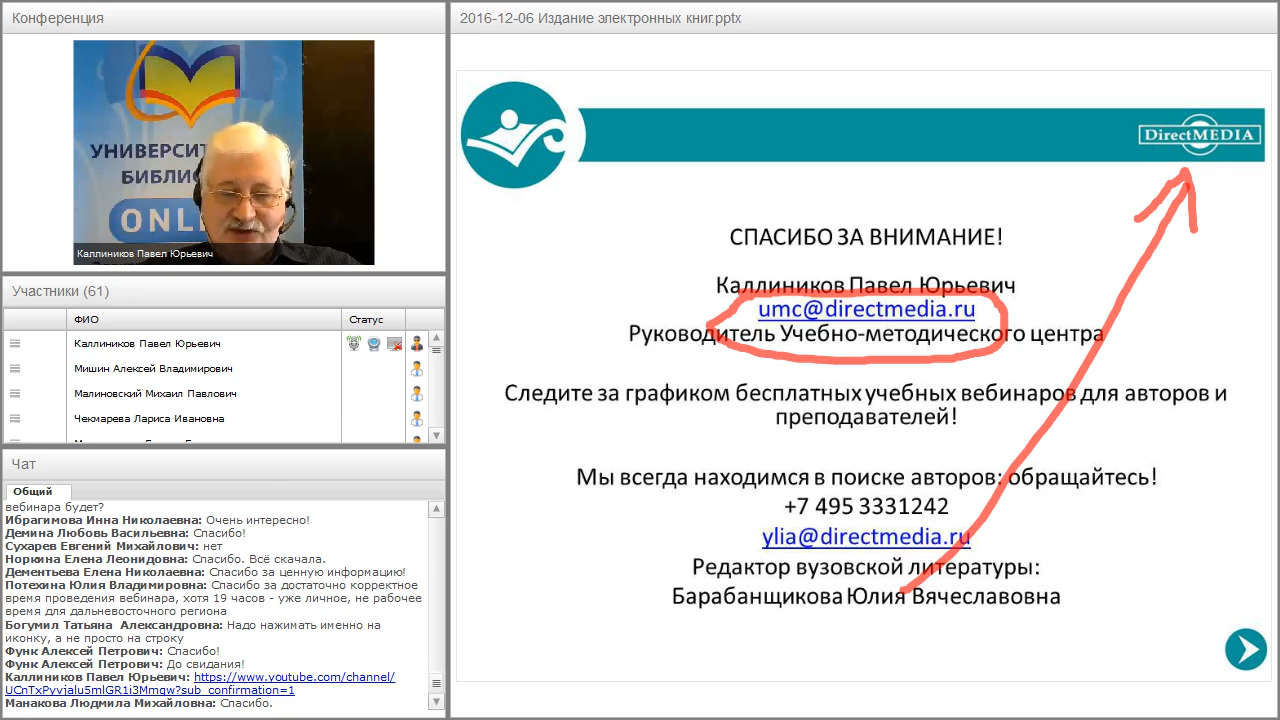 Конференция
УНИВЕРСИТ
БИБЛИО
ONLI
Каллиников Павел Юрьевич
Участники (61)
ФИО
Статус
Каллиников Павел Юрьевич
Мишин Алексей Владимирович
Малиновский Михаил Павлович
Чекмарева Лариса Ивановна
Чат
Общий
вебинара будет?
Ибрагимова Инна Николаевна: Очень интересно!
Демина Любовь Васильевна: Спасибо!
Сухарев Евгений Михайлович: нет
Норкина Елена Леонидовна: Спасибо. Всё скачала.
Дементьева Елена Николаевна: Спасибо за ценную информацию!
Потехина Юлия Владимировна: Спасибо за достаточно корректное
время проведения вебинара, хотя 19 часов - уже личное, не рабочее
время для дальневосточного региона
Богумил Татьяна Александровна: Надо нажимать именно на
иконку, а не просто на строку
Функ Алексей Петрович: Спасибо!
Функ Алексей Петрович: До свидания!
Каллиников Павел Юрьевич: https://www.youtube.com/channel/
UCnTxPyvjalu5mlGR1i3Mmgw?sub_confirmation=1
Манакова Людмила Михайловна: Спасибо.
2016-12-06 Издание электронных книг.pptx
DirectMEDIA
СПАСИБО ЗА ВНИМАНИЕ!
Каллиников Павел Юрьевич
umc@directmedia.ru
Руководитель Учебно-методического центра
Следите за графиком бесплатных учебных вебинаров для авторов и
преподавателей!
Мы всегда находимся в поиске авторов: обращайтесь!
+7 495 3331242
ylia@directmedia.ru
Редактор вузовской литературы:
Барабанщикова Юлия Вячеславовна